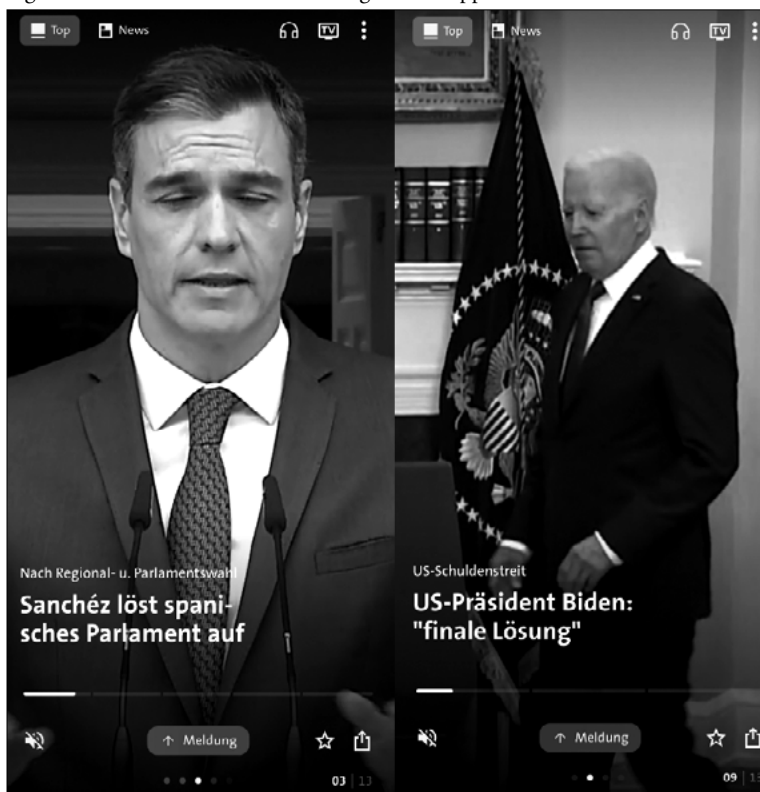 Top News TV
Nach Regional- u. Parlamentswahl
Sanchéz löst spani-
sches Parlament auf
↑ Meldung
03 | 13
Top News TV
US-Schuldenstreit
US-Präsident Biden:
"finale Lösung"
↑ Meldung
09 | 13